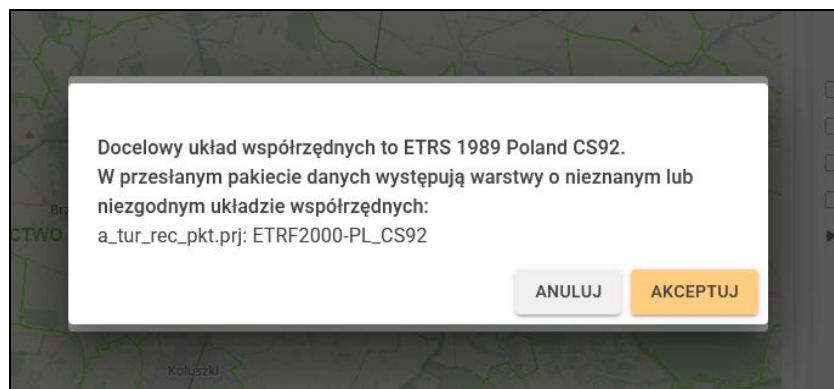 Docelowy układ współrzędnych to ETRS 1989 Poland CS92.
W przesłanym pakiecie danych występują warstwy o nieznanym lub
niezgodnym układzie współrzędnych:
a_tur_rec_pkt.prj: ETRF2000-PL_CS92
ANULUJ AKCEPTUJ
Koluszki